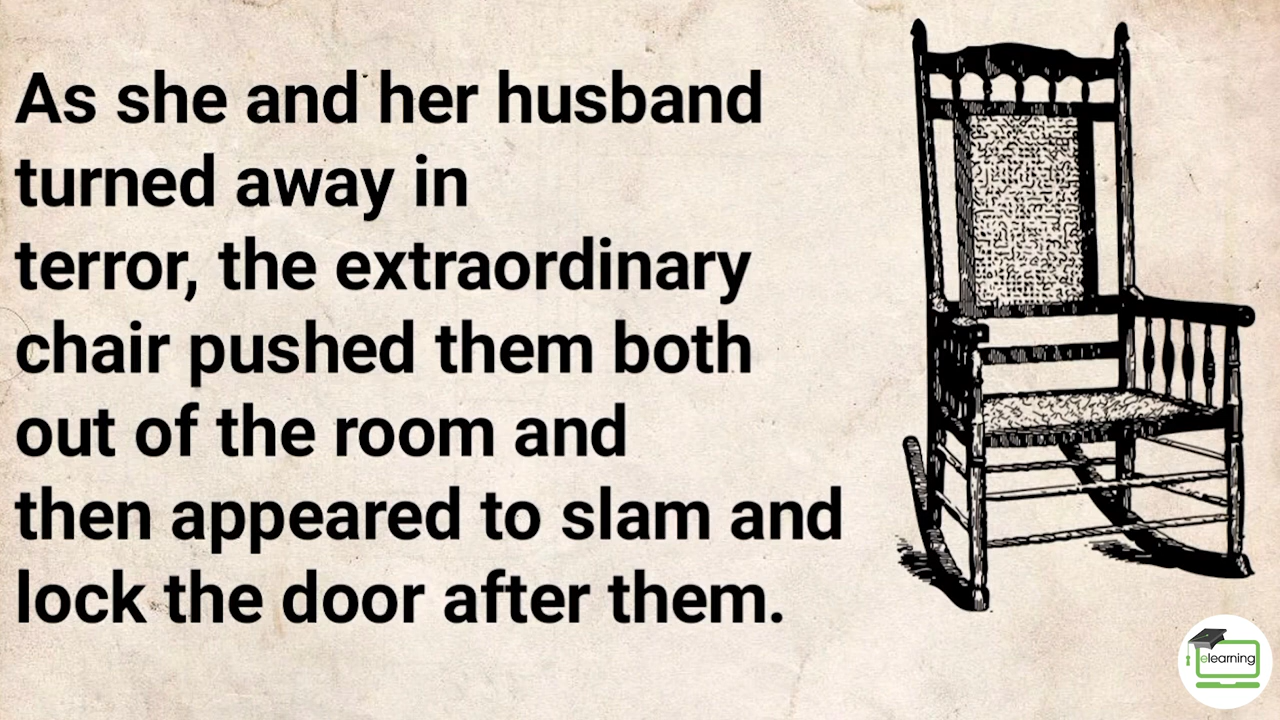 As she and her husband
turned away in
terror, the extraordinary
chair pushed them both
out of the room and
then appeared to slam and
lock the door after them.
elearning